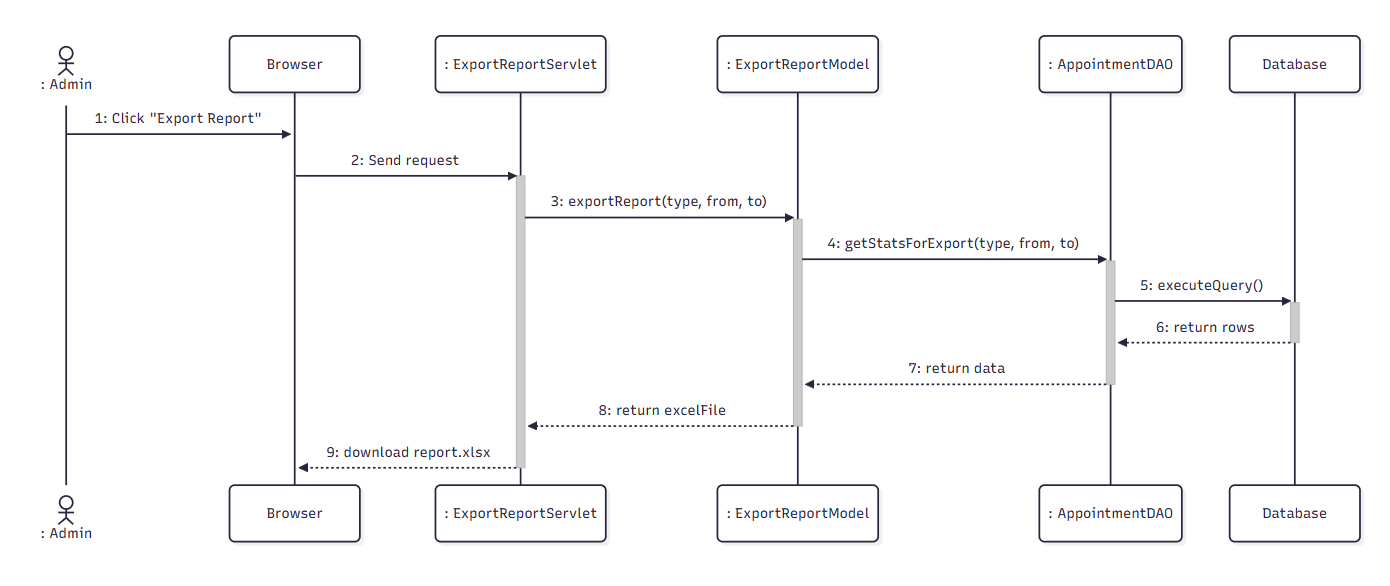 : Admin
Browser
: ExportReportServlet
: ExportReportModel
: AppointmentDAO
Database
1: Click "Export Report"
2: Send request
3: exportReport(type, from, to)
4: getStatsForExport(type, from, to)
5: executeQuery()
6: return rows
7: return data
8: return excelFile
9: download report.xlsx
: Admin
Browser
: ExportReportServlet
: ExportReportModel
: AppointmentDAO
Database